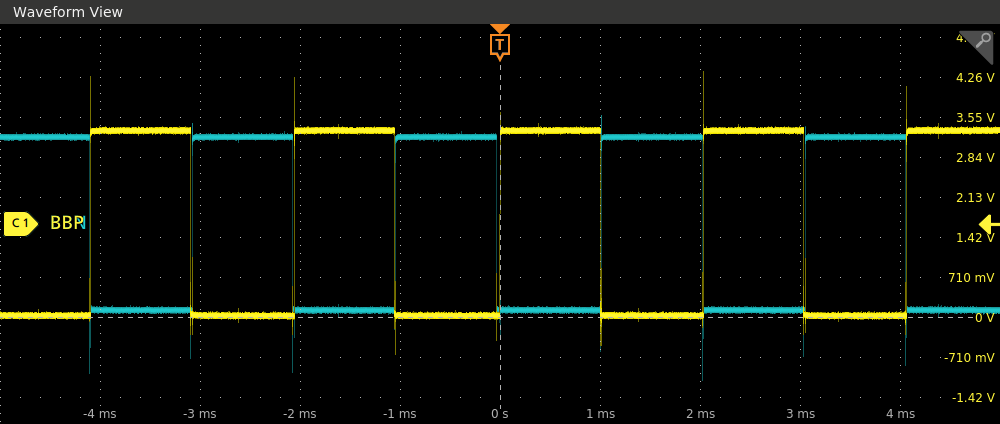 Waveform View
T
4.
4.26 V
3.55 V
2.84 V
2.13 V
C1
1.42 V
710 mV
0 V
-710 mV
-1.42 V
-4 ms -3 ms -2 ms -1 ms 0 s 1 ms 2 ms 3 ms 4 ms